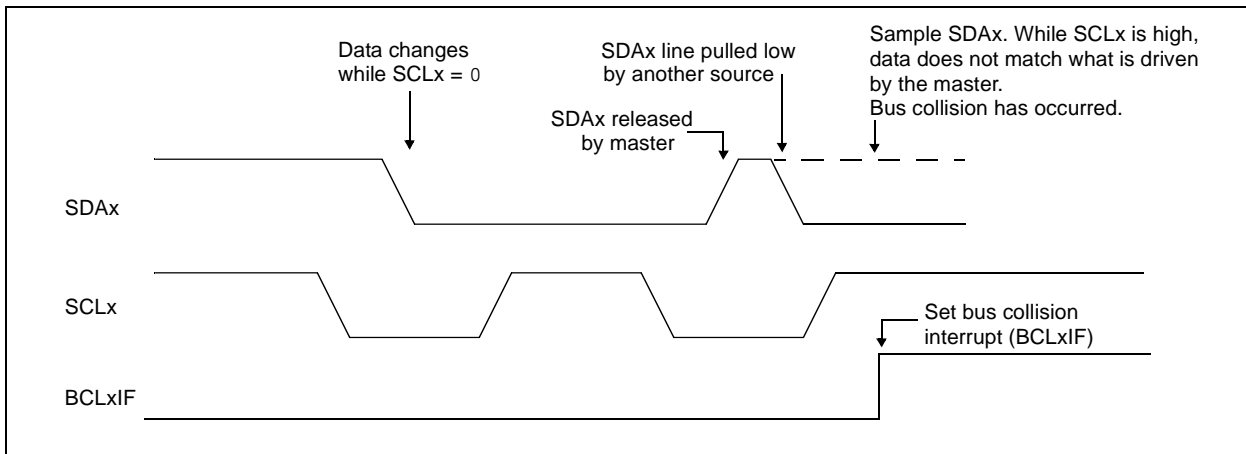 Data changes
while SCLx = 0
SDAx line pulled low
by another source
SDAx released
by master
Sample SDAx. While SCLx is high,
data does not match what is driven
by the master.
Bus collision has occurred.
SDAx
SCLx
Set bus collision
interrupt (BCLxIF)
BCLxIF